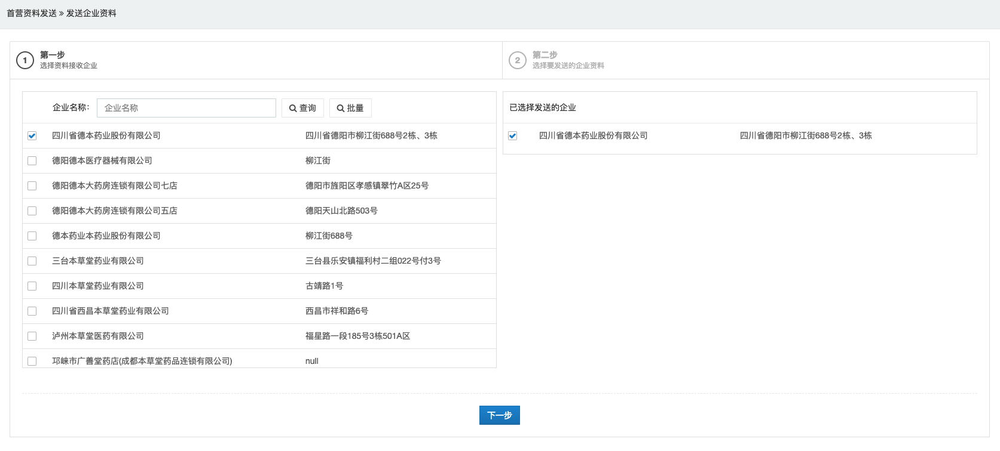 首营资料发送 » 发送企业资料
1 第一步
选择资料接收企业
2 第二步
选择要发送的企业资料
企业名称： 企业名称 查询 批量
四川省德本药业股份有限公司 四川省德阳市柳江街688号2栋、3栋
德阳德本医疗器械有限公司 柳江街
德阳德本大药房连锁有限公司七店 德阳市旌阳区孝感镇翠竹A区25号
德阳德本大药房连锁有限公司五店 德阳天山北路503号
德本药业本药业股份有限公司 柳江街688号
三台本草堂药业有限公司 三台县乐安镇福利村二组022号付3号
四川本草堂药业有限公司 古靖路1号
四川省西昌本草堂药业有限公司 西昌市祥和路6号
泸州本草堂医药有限公司 福星路一段185号3栋501A区
邛崃市广善堂药店(成都本草堂药品连锁有限公司) null
已选择发送的企业
四川省德本药业股份有限公司 四川省德阳市柳江街688号2栋、3栋
下一步